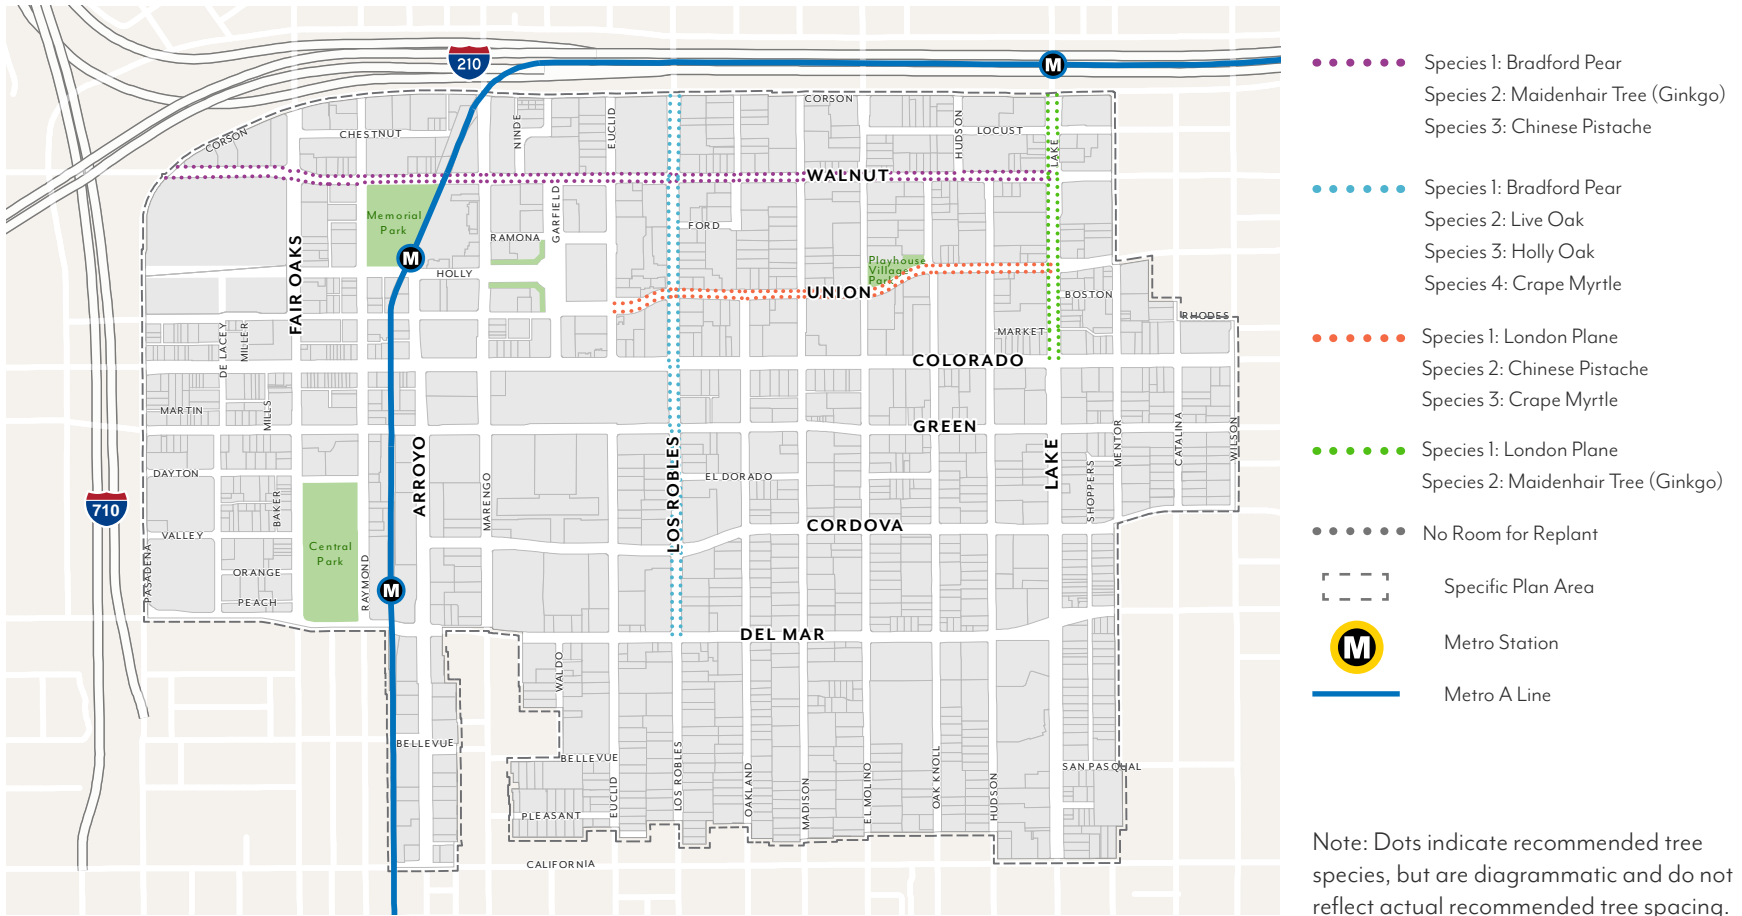 210
M
CORSON
CORSON
CHESTNUT
NINDE
EUCLID
HUDSON
LOCUST
LAKE
WALNUT
Memorial
Park
GARFIELD
RAMONA
FORD
FAIR OAKS
M
HOLLY
Playhouse
Village
Park
UNION
BOSTON
RHODES
DE LACEY
MILLER
MARKET
COLORADO
MARTIN
MILLS
GREEN
ARROYO
LOS ROBLES
LAKE
MENTOR
CATALINA
WILSON
DAYTON
BAKER
MARENGO
EL DORADO
SHOPPERS
710
VALLEY
CORDOVA
Central
Park
PASADENA
ORANGE
RAYMOND
M
PEACH
DEL MAR
WALDO
BELLEVUE
BELLEVUE
LOS ROBLES
OAKLAND
MADISON
EL MOLINO
OAK KNOLL
HUDSON
SAN PASQUAL
EUCLID
PLEASANT
CALIFORNIA
Species 1: Bradford Pear
Species 2: Maidenhair Tree (Ginkgo)
Species 3: Chinese Pistache
Species 1: Bradford Pear
Species 2: Live Oak
Species 3: Holly Oak
Species 4: Crape Myrtle
Species 1: London Plane
Species 2: Chinese Pistache
Species 3: Crape Myrtle
Species 1: London Plane
Species 2: Maidenhair Tree (Ginkgo)
No Room for Replant
Specific Plan Area
M
Metro Station
Metro A Line
Note: Dots indicate recommended tree
species, but are diagrammatic and do not
reflect actual recommended tree spacing.